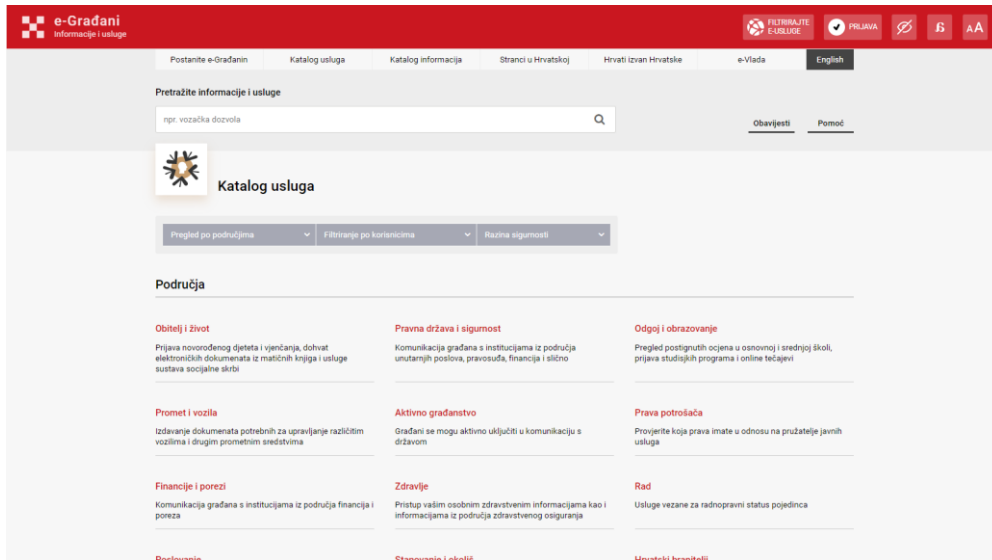 e-Građani
Informacije i usluge
FILTRIRAJTE
E-USLUGE
PRIJAVA
ß
AA
Postanite e-Građanin
Katalog usluga
Katalog informacija
Stranci u Hrvatskoj
Hrvati izvan Hrvatske
e-Vlada
English
Pretražite informacije i usluge
npr. vozačka dozvola
Obavijesti
Pomoć
Katalog usluga
Pregled po područjima
Filtriranje po korisnicima
Razina sigurnosti
Područja
Obitelj i život
Prijava novorođenog djeteta i vjenčanja, dohvat
elektroničkih dokumenata iz matičnih knjiga i usluge
sustava socijalne skrbi
Pravna država i sigurnost
Komunikacija građana s institucijama iz područja
unutarnjih poslova, pravosuđa, financija i slično
Odgoj i obrazovanje
Pregled postignutih ocjena u osnovnoj i srednjoj školi,
prijava studisjkih programa i online tečajevi
Promet i vozila
Izdavanje dokumenata potrebnih za upravljanje različitim
vozilima i drugim prometnim sredstvima
Aktivno građanstvo
Građani se mogu aktivno uključiti u komunikaciju s
državom
Prava potrošača
Provjerite koja prava imate u odnosu na pružatelje javnih
usluga
Financije i porezi
Komunikacija građana s institucijama iz područja financija i
poreza
Zdravlje
Pristup vašim osobnim zdravstvenim informacijama kao i
informacijama iz područja zdravstvenog osiguranja
Rad
Usluge vezane za radnopravni status pojedinca
Poslovanje
Stanovanje i okoliš
Hrvatski branitelji